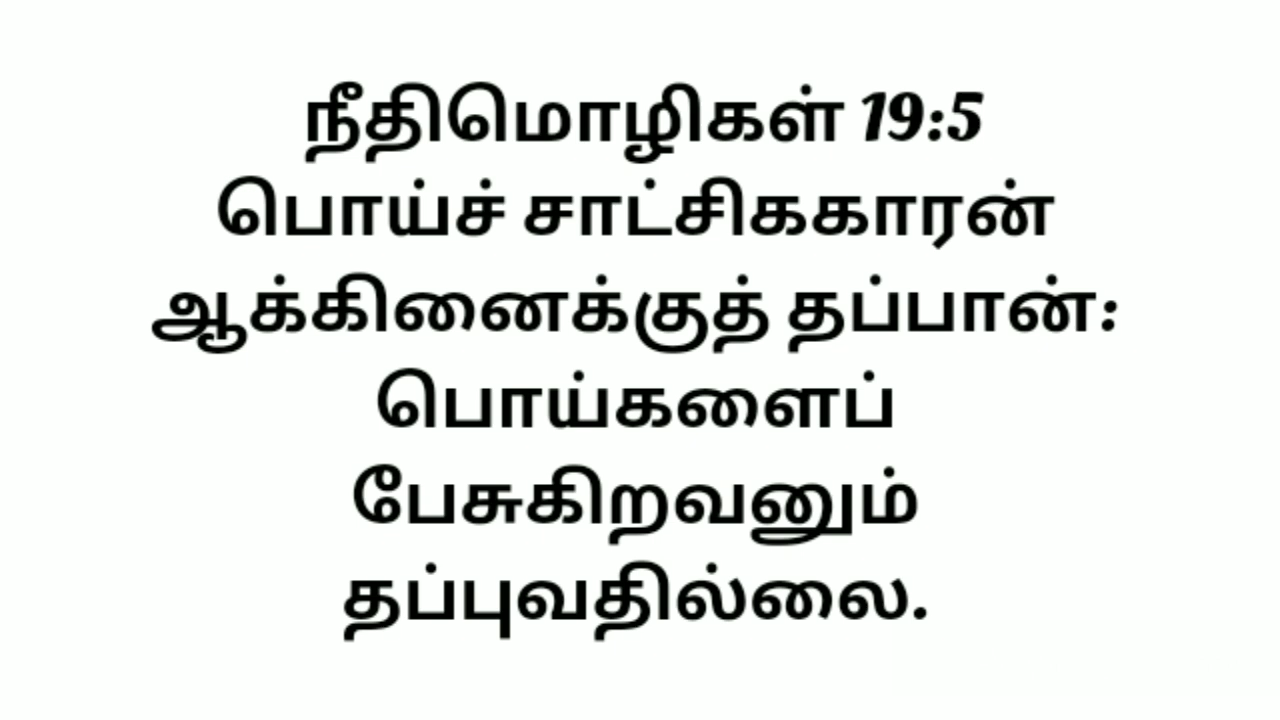 நீதிமொழிகள் 19:5
பொய்ச் சாட்சிககாரன்
ஆக்கினைக்குத் தப்பான்:
பொய்களைப்
பேசுகிறவனும்
தப்புவதில்லை.